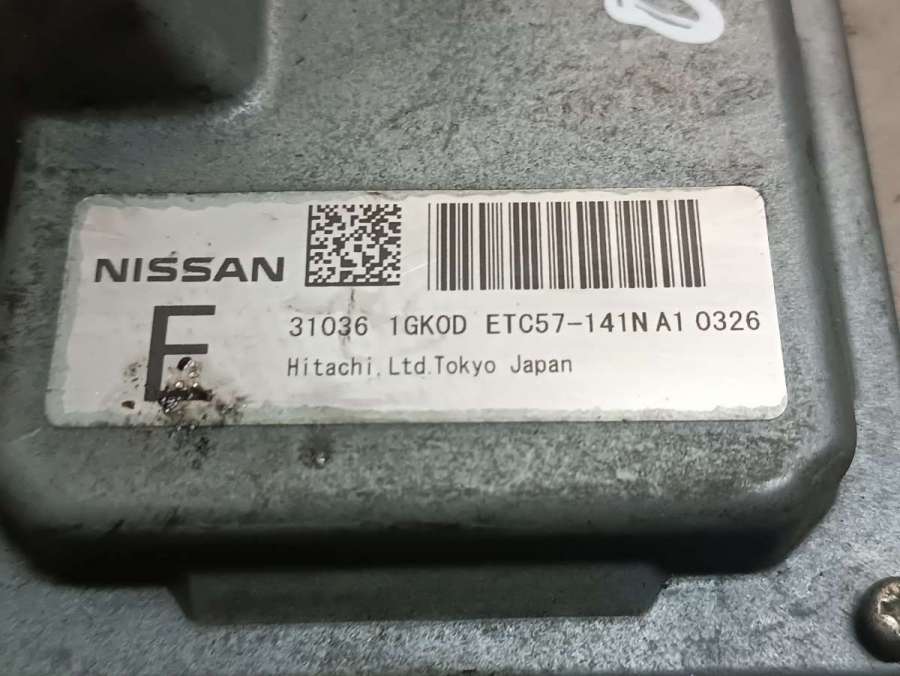 NISSAN
E
31036 1GK0D ETC57-141N A1 0326
Hitachi.Ltd.Tokyo Japan